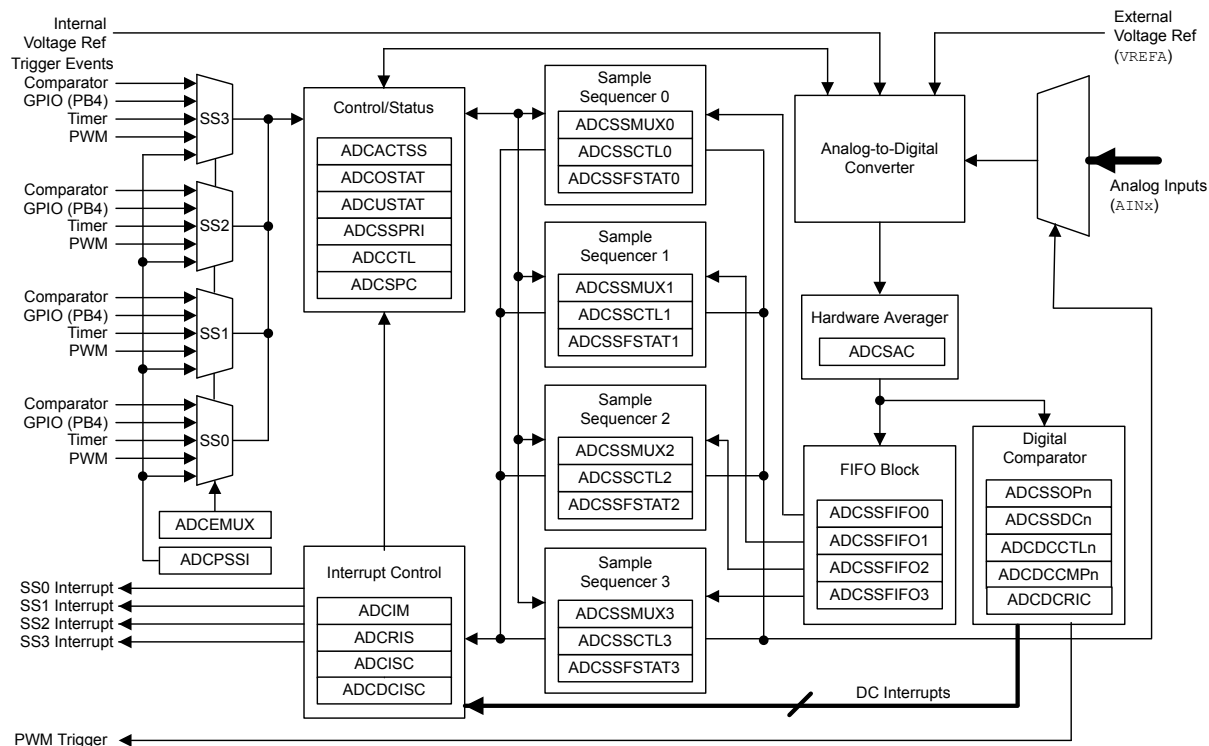 Internal
Voltage Ref
External
Voltage Ref
(VREFA)
Trigger Events
Comparator
GPIO (PB4)
Timer
PWM
SS3
Comparator
GPIO (PB4)
Timer
PWM
SS2
Comparator
GPIO (PB4)
Timer
PWM
SS1
Comparator
GPIO (PB4)
Timer
PWM
SS0
ADCEMUX
ADCPSSI
SS0 Interrupt
SS1 Interrupt
SS2 Interrupt
SS3 Interrupt
PWM Trigger
Control/Status
ADCACTSS
ADCOSTAT
ADCUSTAT
ADCSSPRI
ADCCTL
ADCSPC
Interrupt Control
ADCIM
ADCRIS
ADCISC
ADCDCISC
Sample
Sequencer 0
ADCSSMUX0
ADCSSCTL0
ADCSSFSTAT0
Sample
Sequencer 1
ADCSSMUX1
ADCSSCTL1
ADCSSFSTAT1
Sample
Sequencer 2
ADCSSMUX2
ADCSSCTL2
ADCSSFSTAT2
Sample
Sequencer 3
ADCSSMUX3
ADCSSCTL3
ADCSSFSTAT3
Analog-to-Digital
Converter
Analog Inputs
(AINx)
Hardware Averager
ADCSAC
FIFO Block
ADCSSFIFO0
ADCSSFIFO1
ADCSSFIFO2
ADCSSFIFO3
Digital
Comparator
ADCSSOPn
ADCSSDCn
ADCDCCTLn
ADCDCCMPn
ADCDCRIC
DC Interrupts